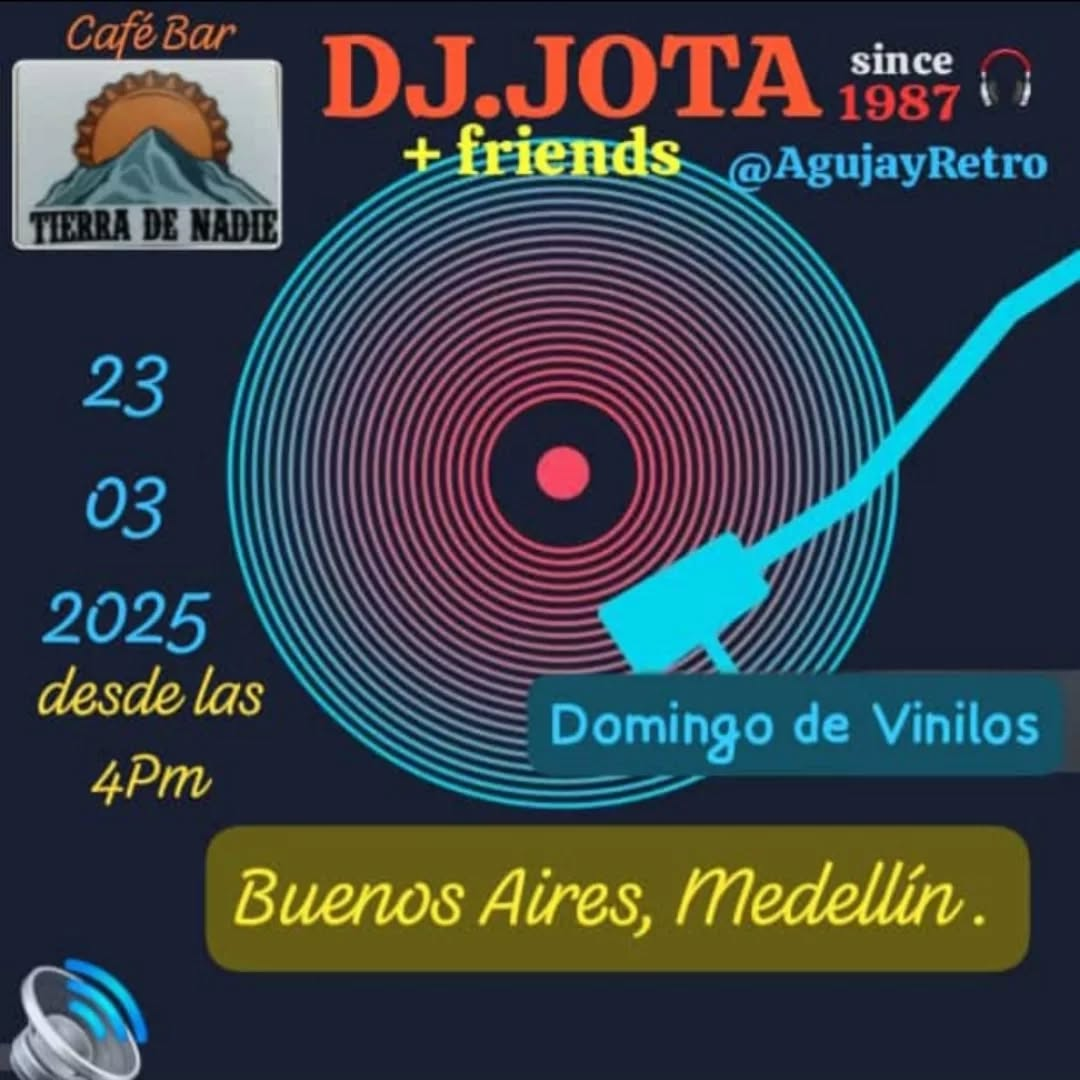 Café Bar
TIERRA DE NADIE
DJ.JOTA
since
1987
+ friends
@AgujayRetro
23
03
2025
desde las
4Pm
Domingo de Vinilos
Buenos Aires, Medellín .